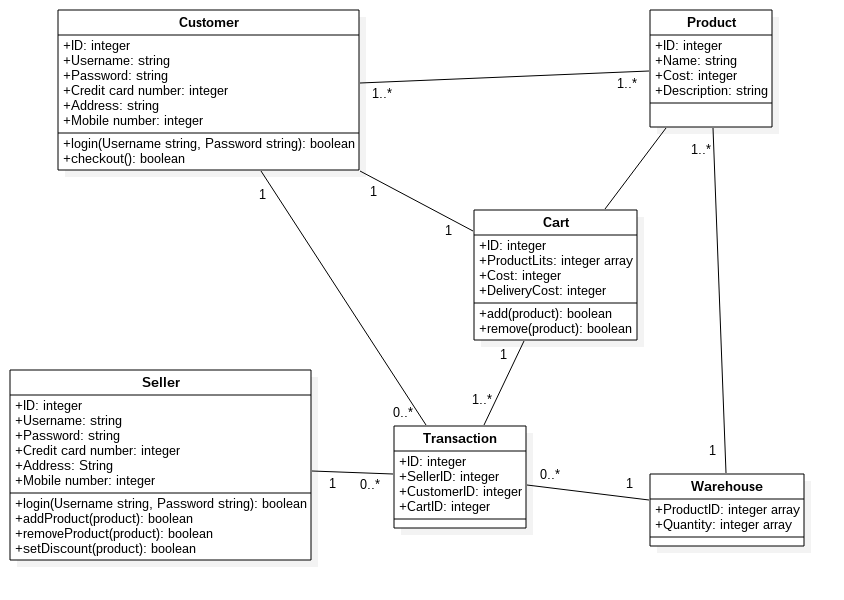 Customer
+ID: integer
+Username: string
+Password: string
+Credit card number: integer
+Address: string
+Mobile number: integer
+login(Username string, Password string): boolean
+checkout(): boolean
Product
+ID: integer
+Name: string
+Cost: integer
+Description: string
1..*
1..*
1..*
1
1
1
Cart
+ID: integer
+ProductLits: integer array
+Cost: integer
+DeliveryCost: integer
+add(product): boolean
+remove(product): boolean
1
1..*
0..*
Seller
+ID: integer
+Username: string
+Password: string
+Credit card number: integer
+Address: String
+Mobile number: integer
+login(Username string, Password string): boolean
+addProduct(product): boolean
+removeProduct(product): boolean
+setDiscount(product): boolean
1
0..*
Transaction
+ID: integer
+SellerID: integer
+CustomerID: integer
+CartID: integer
0..*
1
1
Warehouse
+ProductID: integer array
+Quantity: integer array